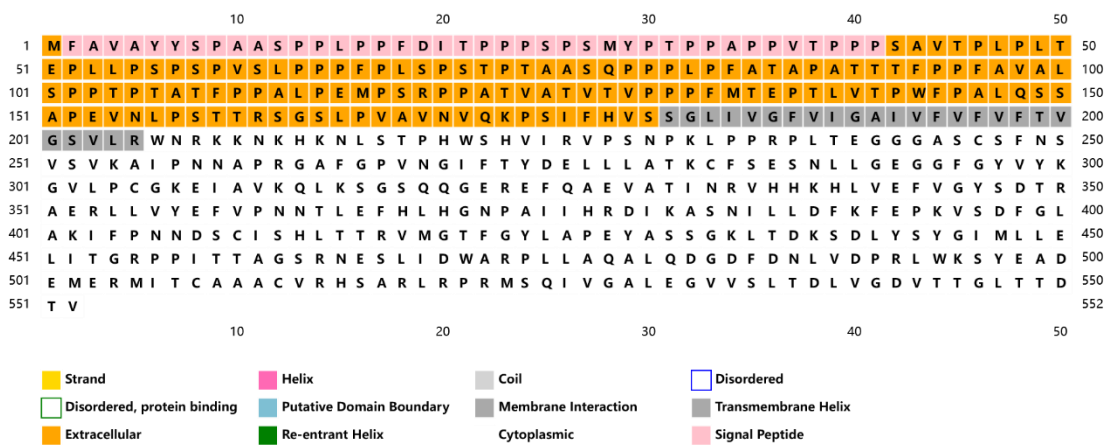 10 20 30 40 50
1 M F A V A Y Y S P A A S P P L P P F D I T P P P S P S M Y P T P P A P P V T P P P S A V T P L P L T 50
51 E P L L P S P S P V S L P P P F P L S P S T P T A A S Q P P P L P F A T A P A T T T F P P F A V A L 100
101 S P P T P T A T F P P A L P E M P S R P P A T V A T V T V P P P F M T E P T L V T P W F P A L Q S S 150
151 A P E V N L P S T T R S G S L P V A V N V Q K P S I F H V S S G L I V G F V I G A I V F V F V F T V 200
201 G S V L R W N R K K N K H K N L S T P H W S H V I R V P S N P K L P P R P L T E G G G A S C S F N S 250
251 V S V K A I P N N A P R G A F G P V N G I F T Y D E L L L A T K C F S E S N L L G E G G F G Y V Y K 300
301 G V L P C G K E I A V K Q L K S G S Q Q G E R E F Q A E V A T I N R V H H K H L V E F V G Y S D T R 350
351 A E R L L V Y E F V P N N T L E F H L H G N P A I I H R D I K A S N I L L D F K F E P K V S D F G L 400
401 A K I F P N N D S C I S H L T T R V M G T F G Y L A P E Y A S S G K L T D K S D L Y S Y G I M L L E 450
451 L I T G R P P I T T A G S R N E S L I D W A R P L L A Q A L Q D G D F D N L V D P R L W K S Y E A D 500
501 E M E R M I T C A A A C V R H S A R L R P R M S Q I V G A L E G V V S L T D L V G D V T T G L T T D 550
551 T V 552
10 20 30 40 50
Strand Helix Coil Disordered
Disordered, protein binding Putative Domain Boundary Membrane Interaction Transmembrane Helix
Extracellular Re-entrant Helix Cytoplasmic Signal Peptide